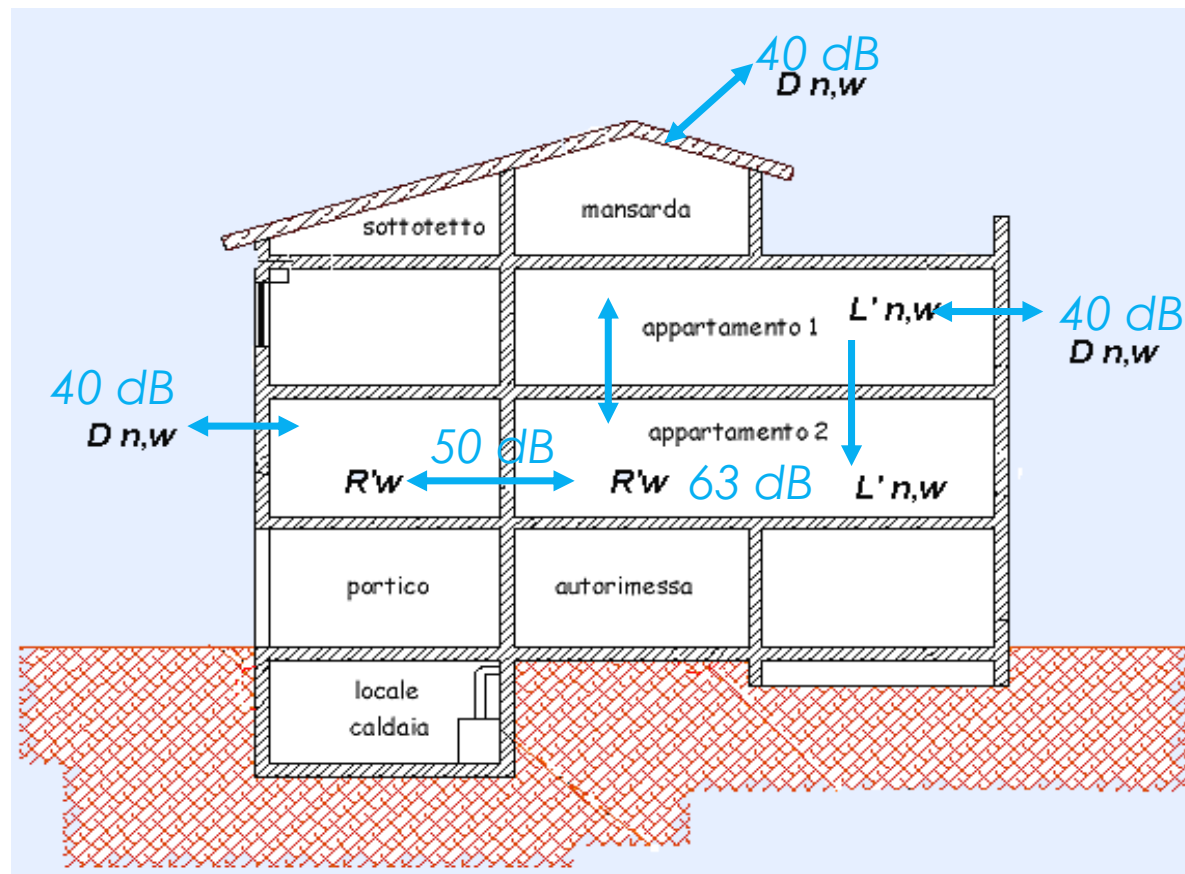 40 dB
D n,w
mansarda
sottotetto
L' n,w
appartamento 1
40 dB
D n,w
40 dB
D n,w
appartamento 2
50 dB
R'w
R'w
63 dB
L' n,w
portico
autorimessa
locale
caldaia